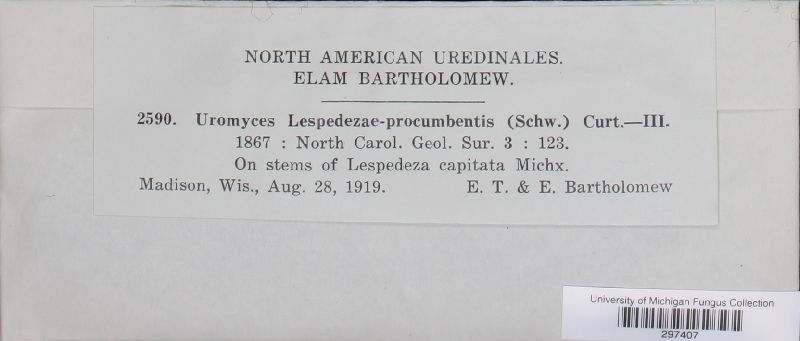 NORTH AMERICAN UREDINALES.
ELAM BARTHOLOMEW.
2590. Uromyces Lespedezae-procumbentis (Schw.) Curt.—III.
1867 : North Carol. Geol. Sur. 3 : 123.
On stems of Lespedeza capitata Michx.
Madison, Wis., Aug. 28, 1919. E. T. & E. Bartholomew
University of Michigan Fungus Collection
297407